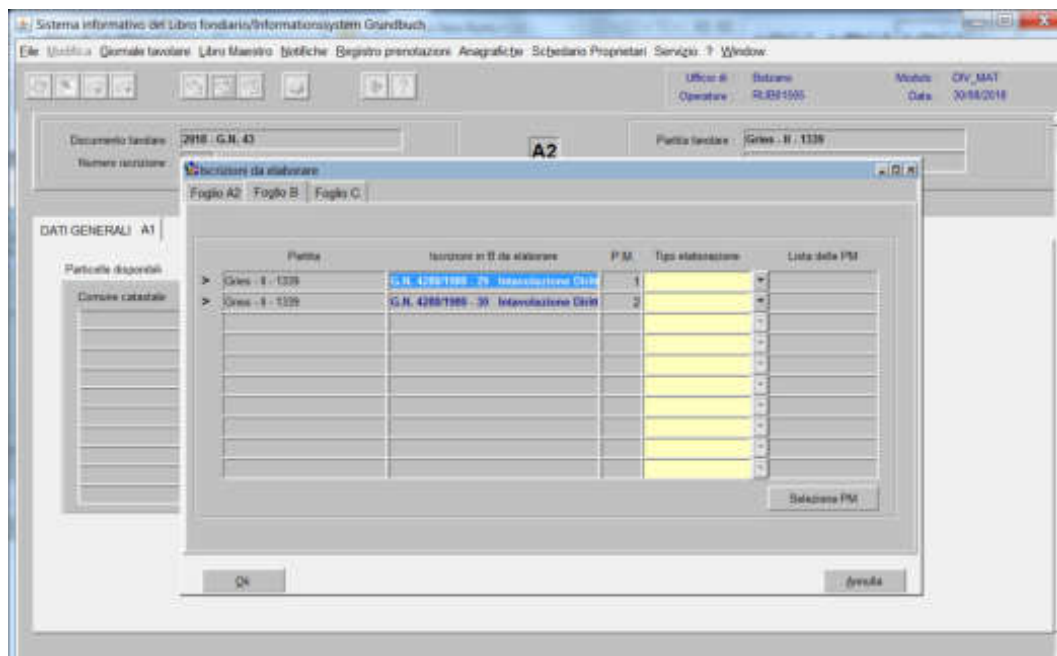 Sistema informativo del Libro fondiario/Informationssystem Grundbuch
File Modifica Giornale tavolare Libro Maestro Notifiche Registro prenotazioni Anagrafiche Schedario Proprietari Servizio ? Window
Ufficio di Bolzano Modulo DIV_MAT
Operatore Data 30/08/2018
Documento tavolare 2018 - G.N. 43 A2 Partita tavolare Gries - II - 1339
Numero iscrizione
Iscrizioni da elaborare
Foglio A2 Foglio B Foglio C
DATI GENERALI A1
Particelle disponibili
Comune catastale
Partita Iscrizioni in B da elaborare P.M. Tipo elaborazione Lista delle PM
> Gries - II - 1339 G.N. 4288/1980 - 29 Intavolazione Diritt 1
> Gries - II - 1339 G.N. 4288/1980 - 30 Intavolazione Diritt 2
Seleziona PM
Ok Annulla